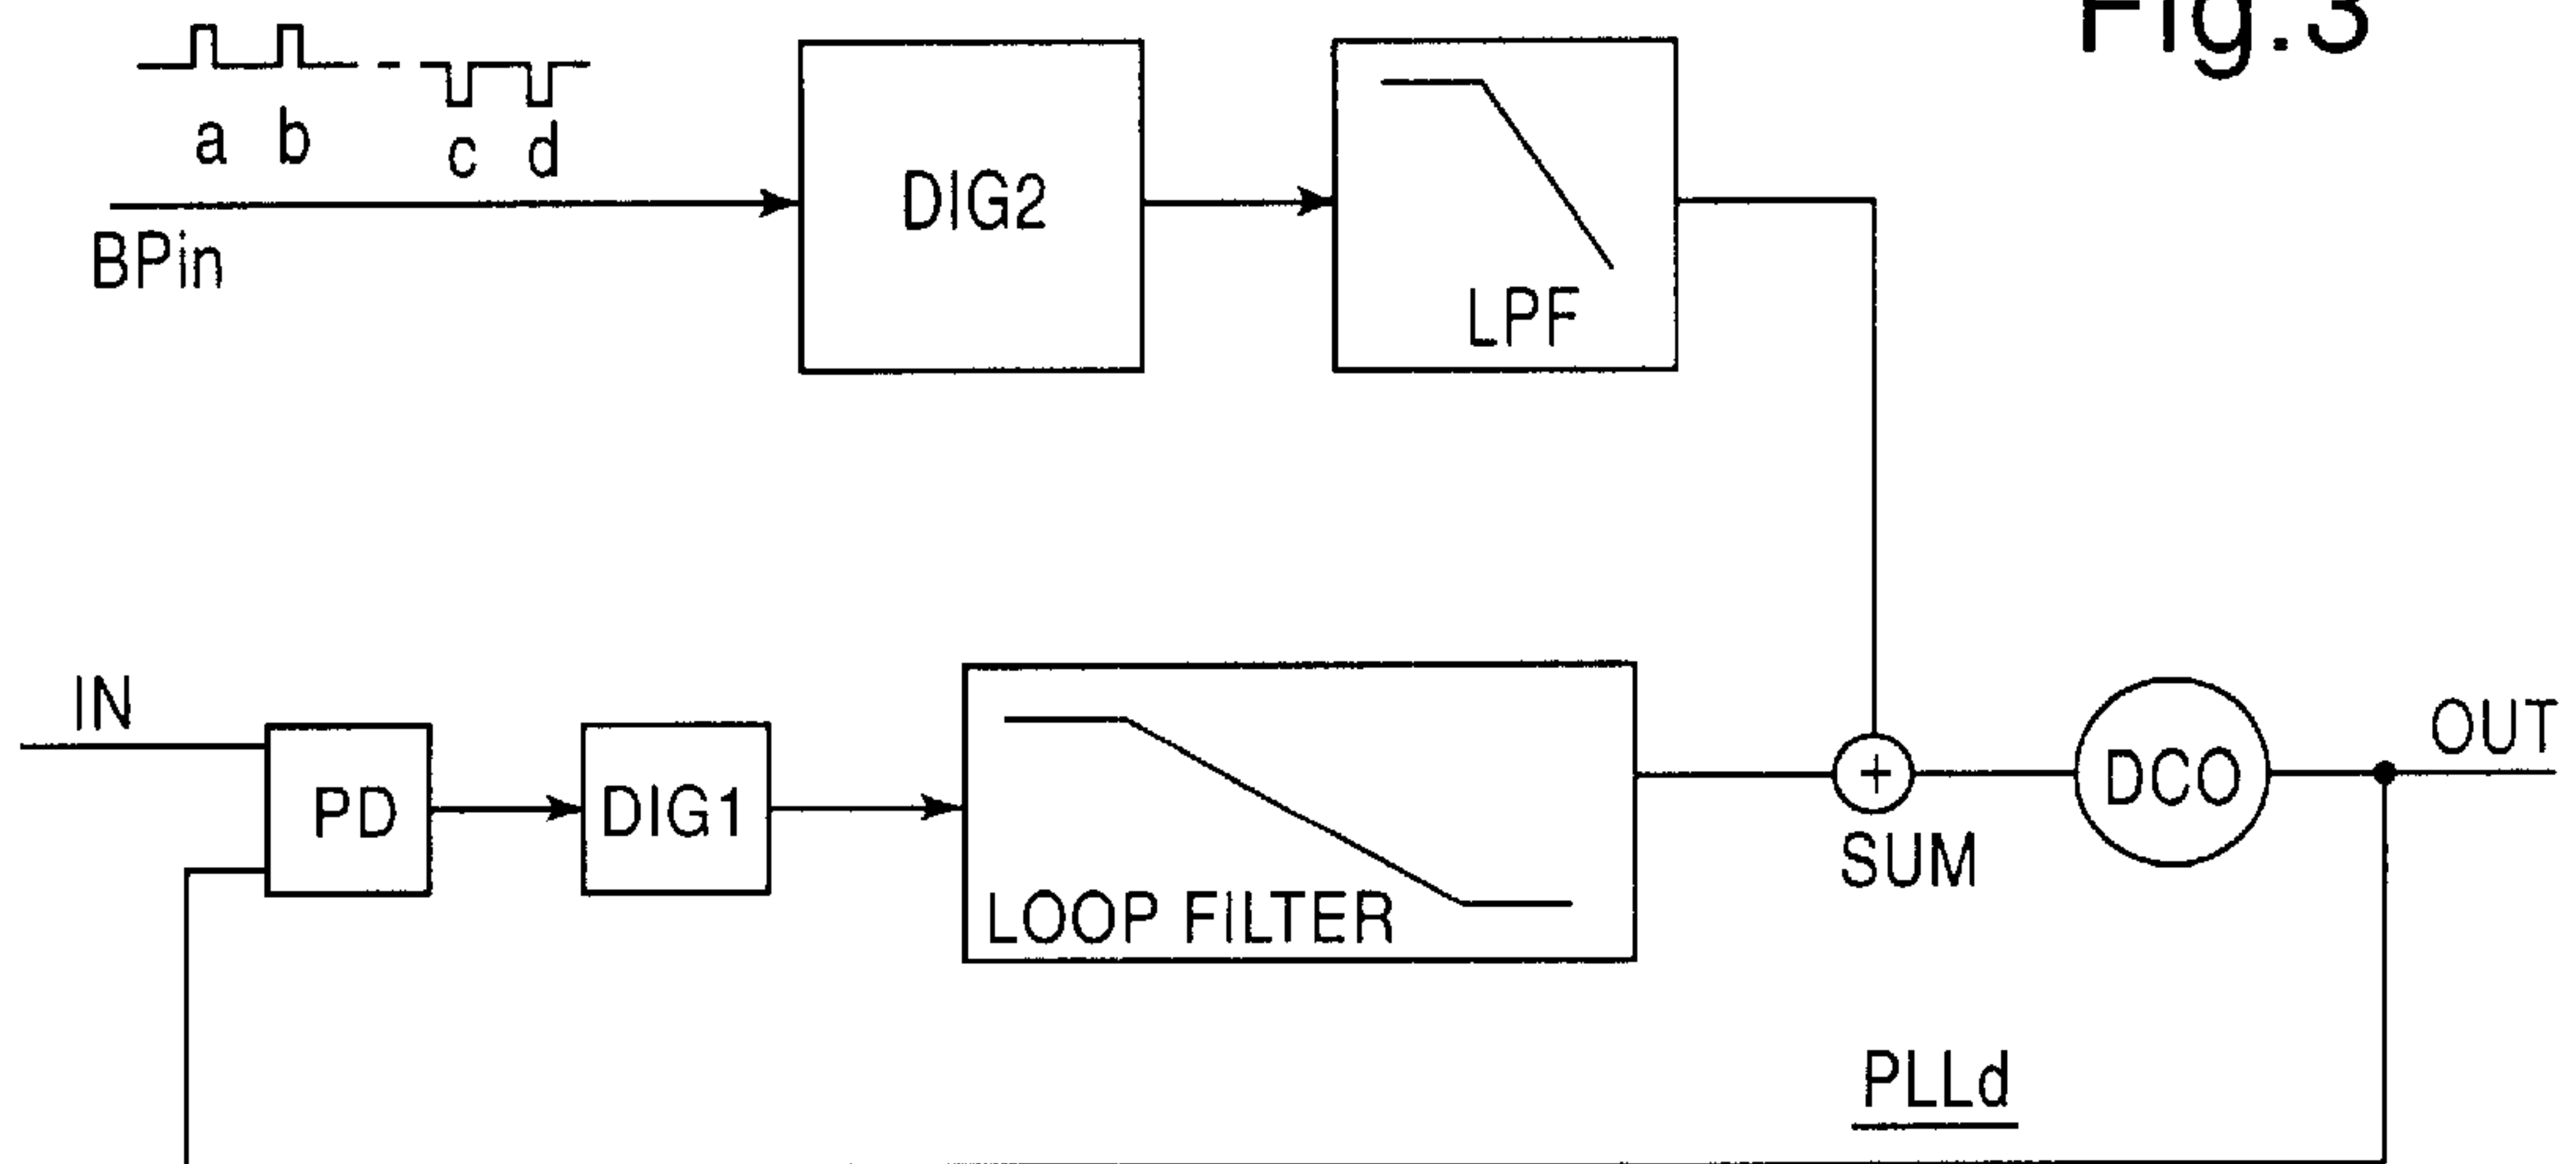 Fig.3
a b c d
BPin
DIG2
LPF
IN
PD
DIG1
LOOP FILTER
+
SUM
DCO
OUT
PLLd